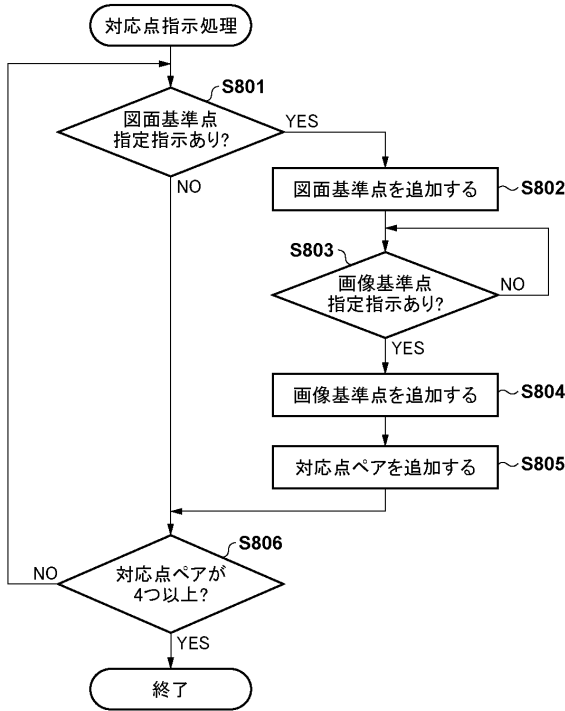 対応点指示処理
S801
図面基準点
指定指示あり?
YES
NO
図面基準点を追加する
S802
S803
画像基準点
指定指示あり?
NO
YES
画像基準点を追加する
S804
対応点ペアを追加する
S805
S806
対応点ペアが
4つ以上?
NO
YES
終了